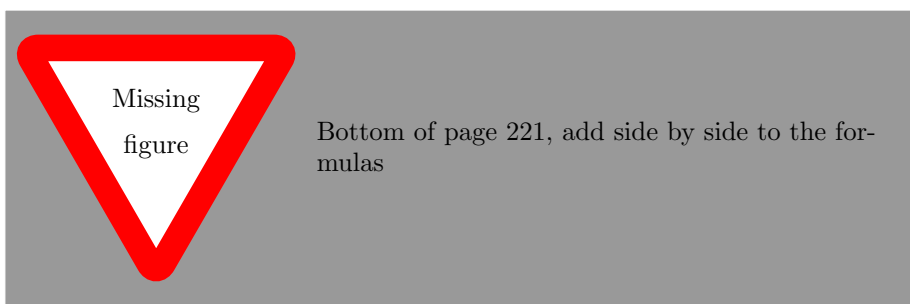 Missing
figure
Bottom of page 221, add side by side to the for-
mulas